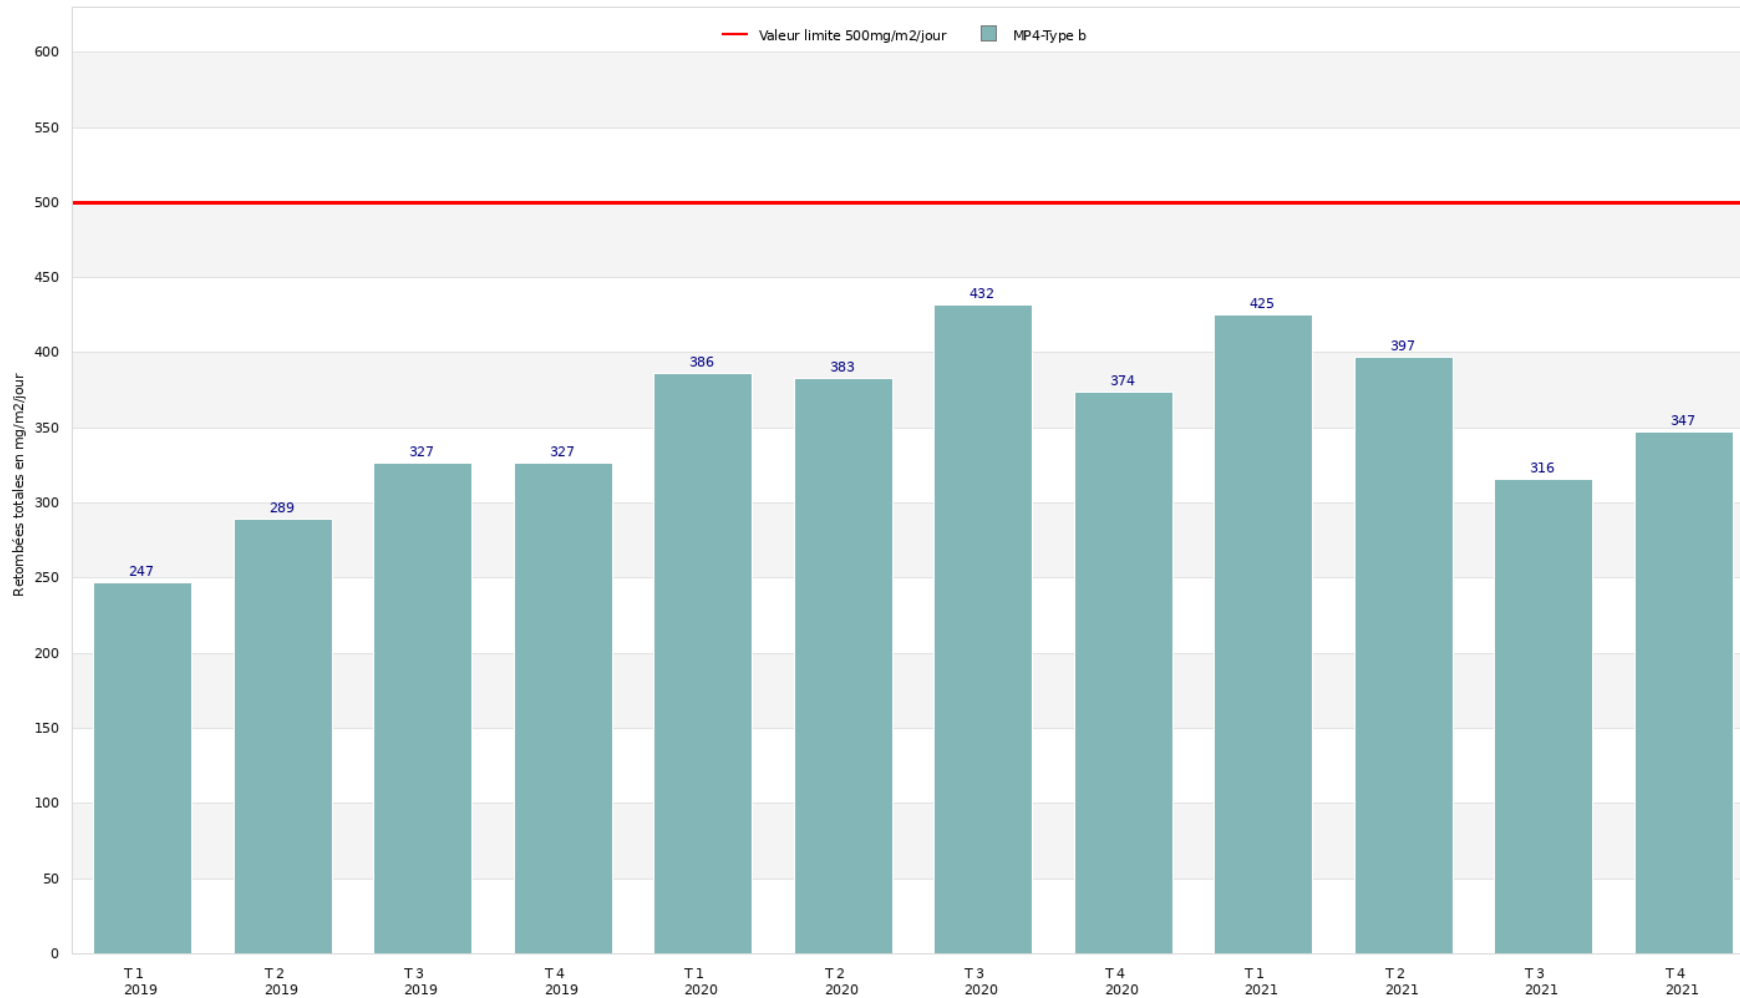 Valeur limite 500mg/m2/jour
MP4-Type b
Retombées totales en mg/m2/jour
600
550
500
450
400
350
300
250
200
150
100
50
0
247
289
327
327
386
383
432
374
425
397
316
347
T 1
2019
T 2
2019
T 3
2019
T 4
2019
T 1
2020
T 2
2020
T 3
2020
T 4
2020
T 1
2021
T 2
2021
T 3
2021
T 4
2021